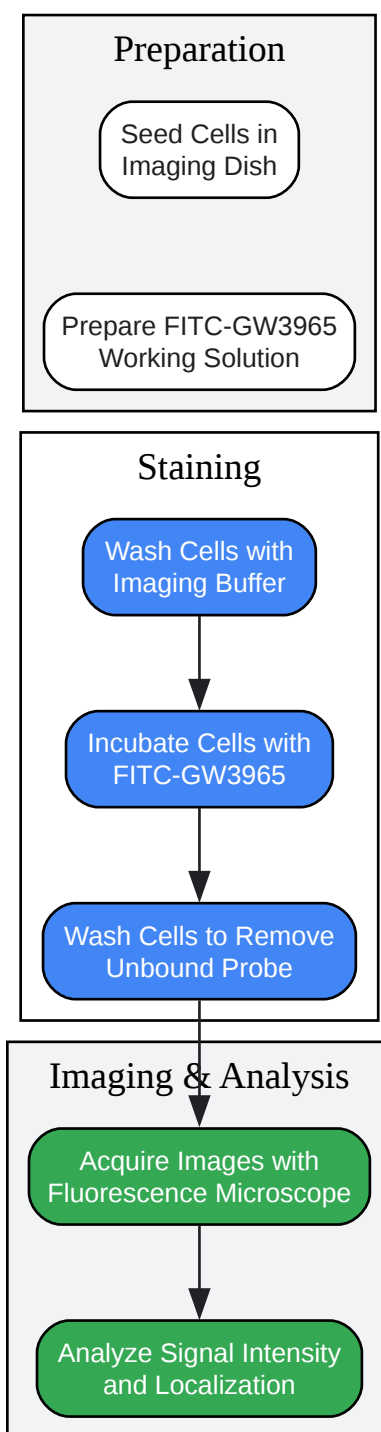 Preparation
Seed Cells in
Imaging Dish
Prepare FITC-GW3965
Working Solution
Staining
Wash Cells with
Imaging Buffer
Incubate Cells with
FITC-GW3965
Wash Cells to Remove
Unbound Probe
Imaging & Analysis
Acquire Images with
Fluorescence Microscope
Analyze Signal Intensity
and Localization